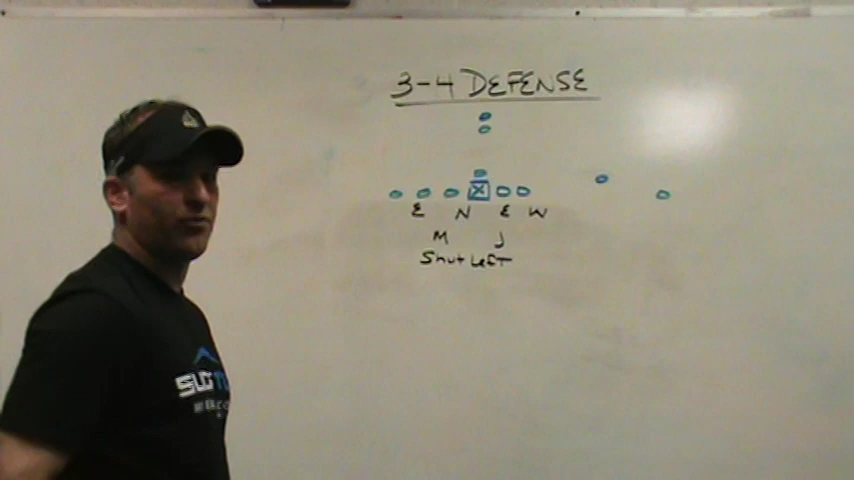 3-4 DEFENSE
X
E N E W
M J
Shut Left